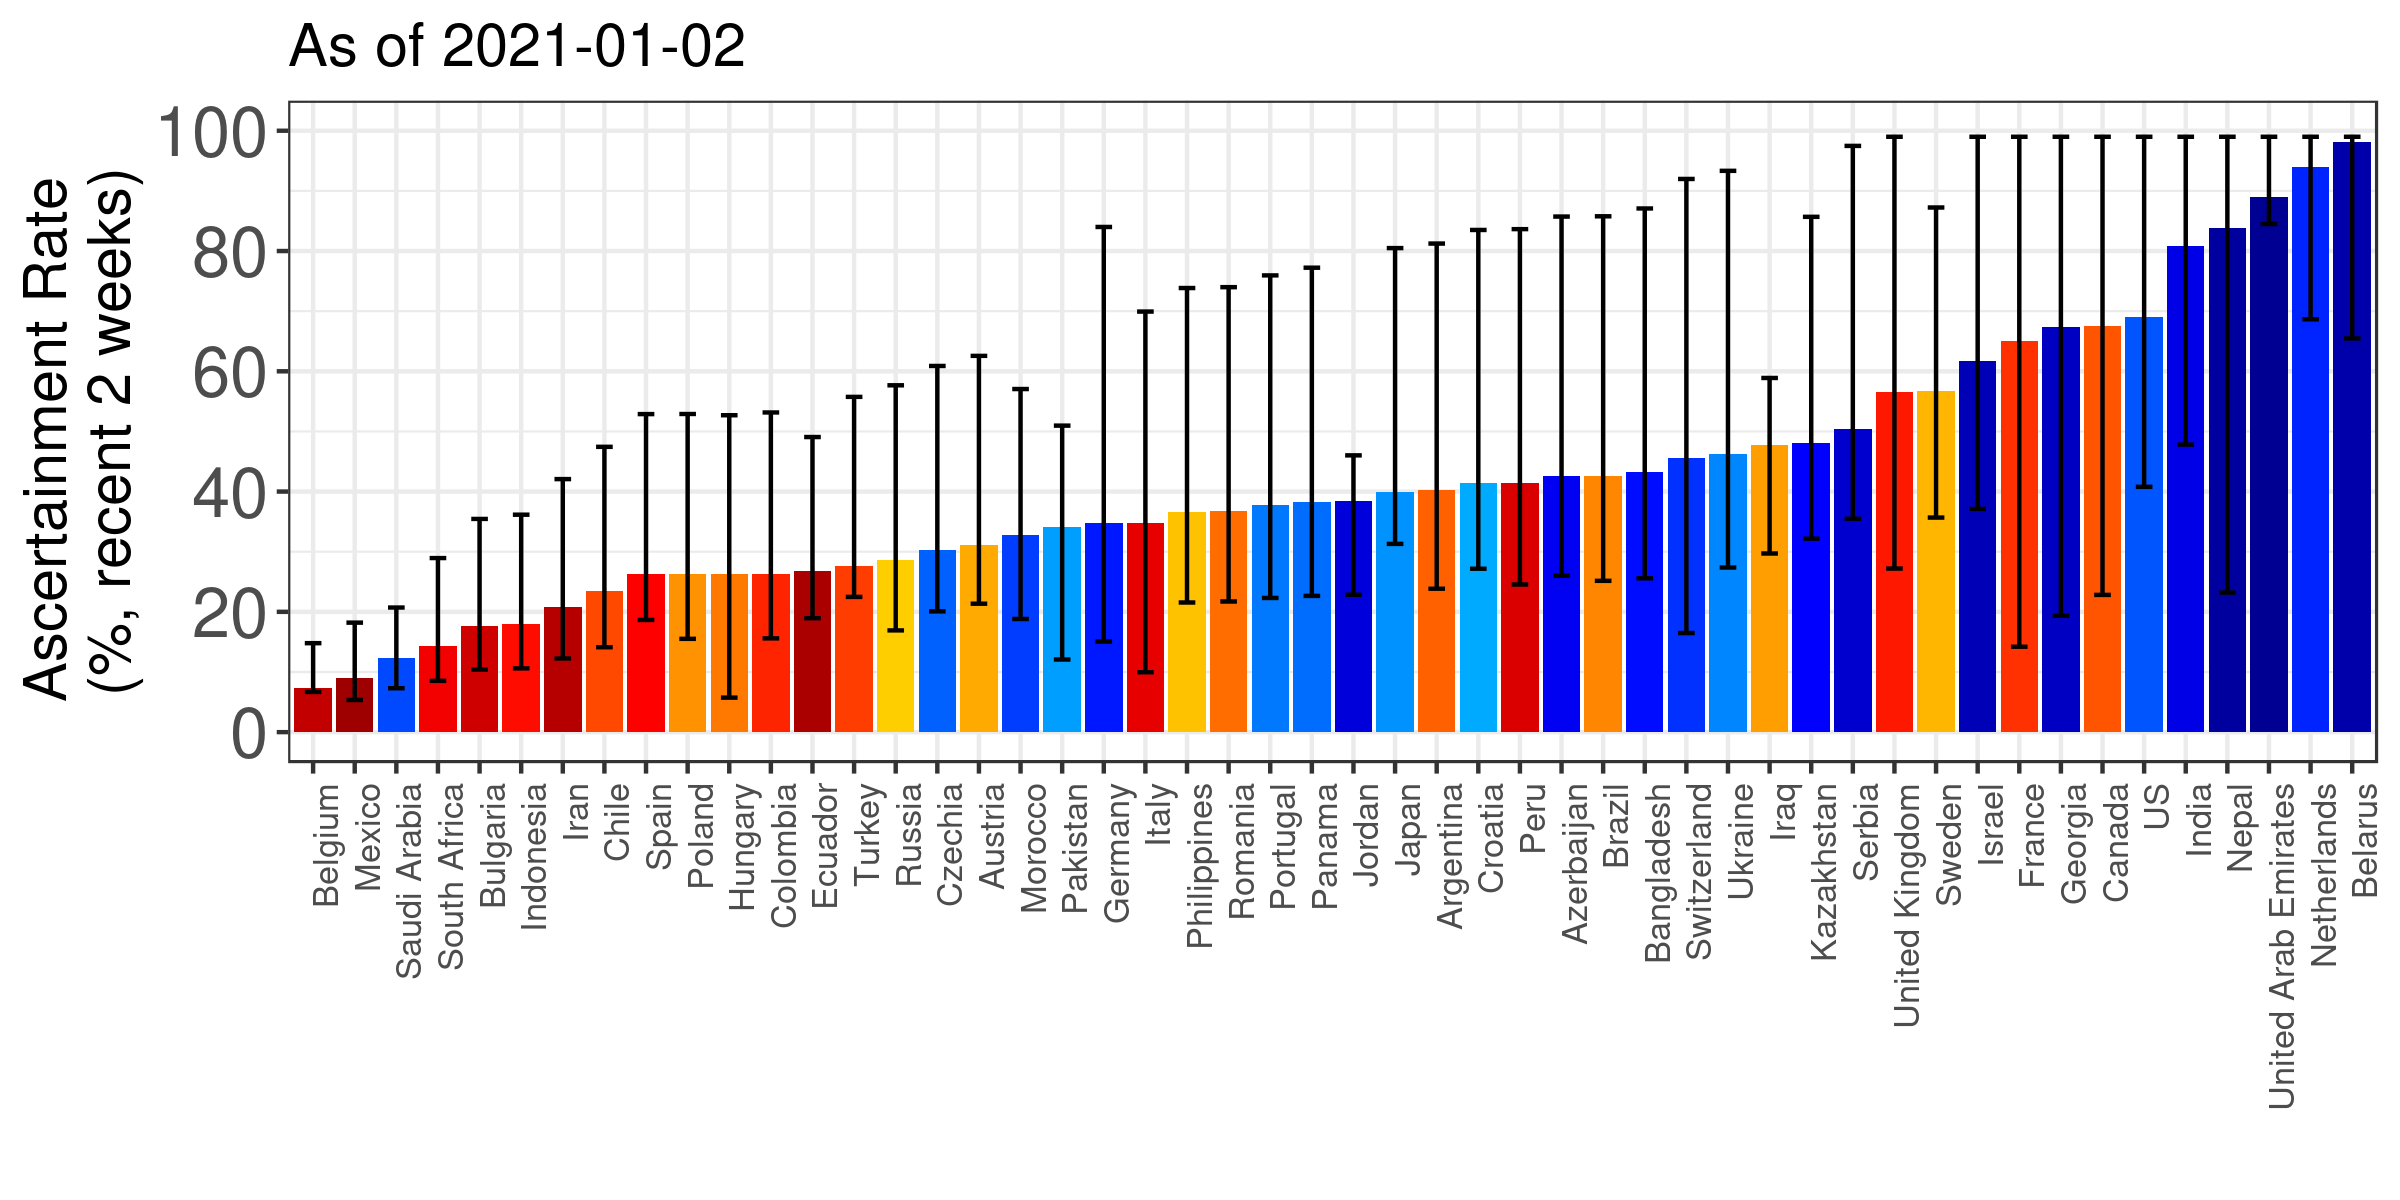 As of 2021-01-02
Ascertainment Rate
(%, recent 2 weeks)
100
80
60
40
20
0
Belgium
Mexico
Saudi Arabia
South Africa
Bulgaria
Indonesia
Iran
Chile
Spain
Poland
Hungary
Colombia
Ecuador
Turkey
Russia
Czechia
Austria
Morocco
Pakistan
Germany
Italy
Philippines
Romania
Portugal
Panama
Jordan
Japan
Argentina
Croatia
Peru
Azerbaijan
Brazil
Bangladesh
Switzerland
Ukraine
Iraq
Kazakhstan
Serbia
United Kingdom
Sweden
Israel
France
Georgia
Canada
US
India
Nepal
United Arab Emirates
Netherlands
Belarus